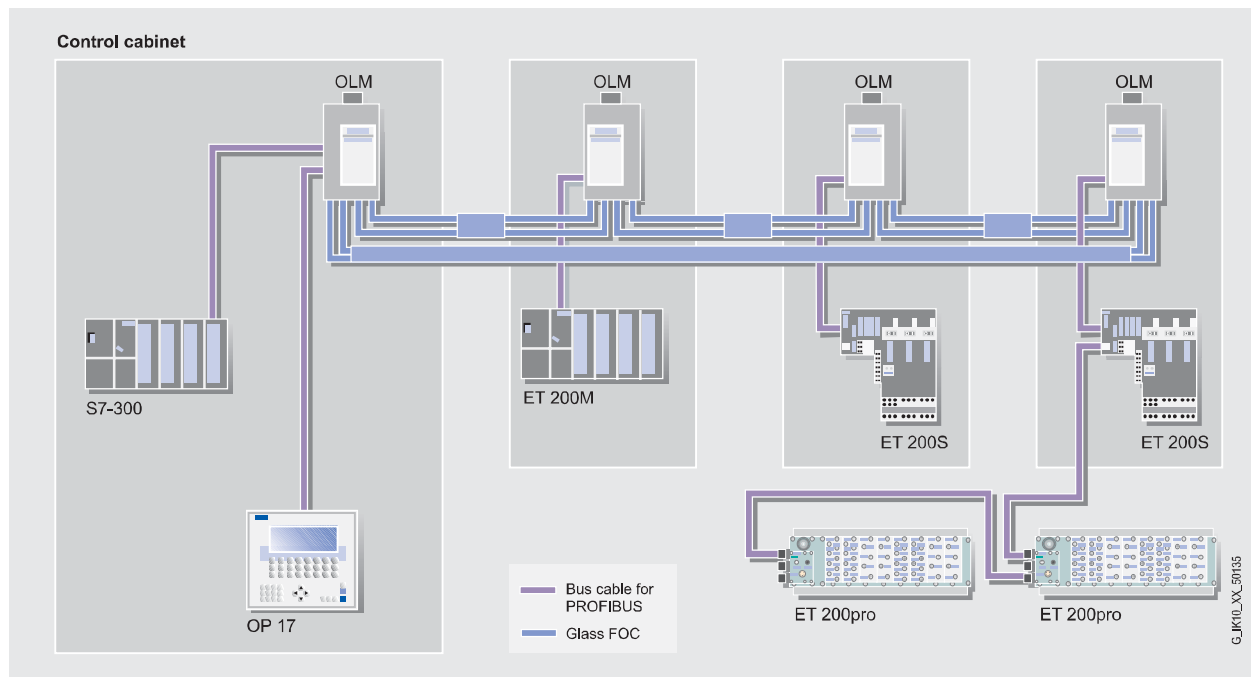 Control cabinet
OLM
OLM
OLM
OLM
S7-300
ET 200M
ET 200S
ET 200S
OP 17
Bus cable for
PROFIBUS
Glass FOC
ET 200pro
ET 200pro
G_IK10_XX_50135